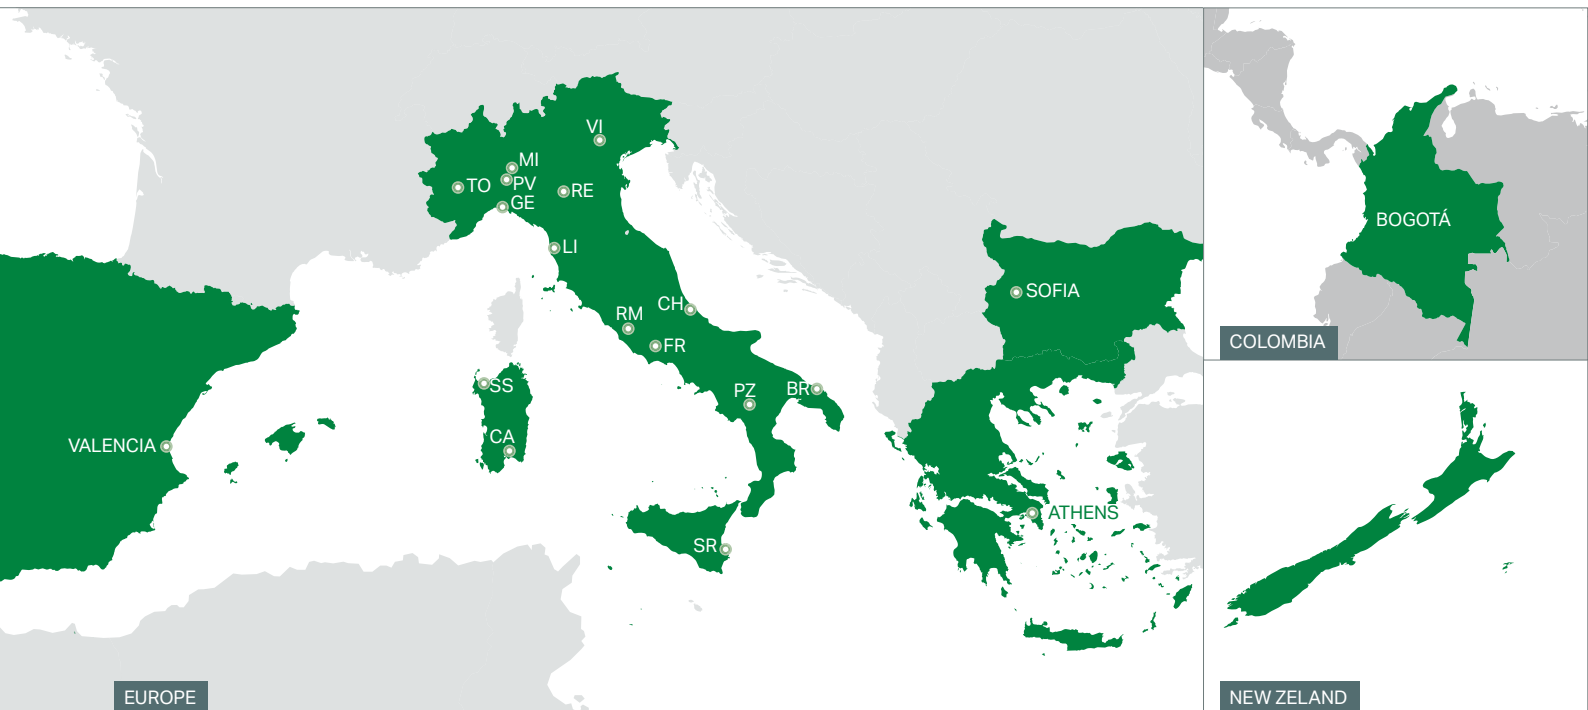 VI
MI
TO
PV
RE
GE
LI
CH
RM
FR
SS
PZ
BR
CA
VALENCIA
SR
SOFIA
ATHENS
EUROPE
BOGOTÁ
COLOMBIA
NEW ZELAND